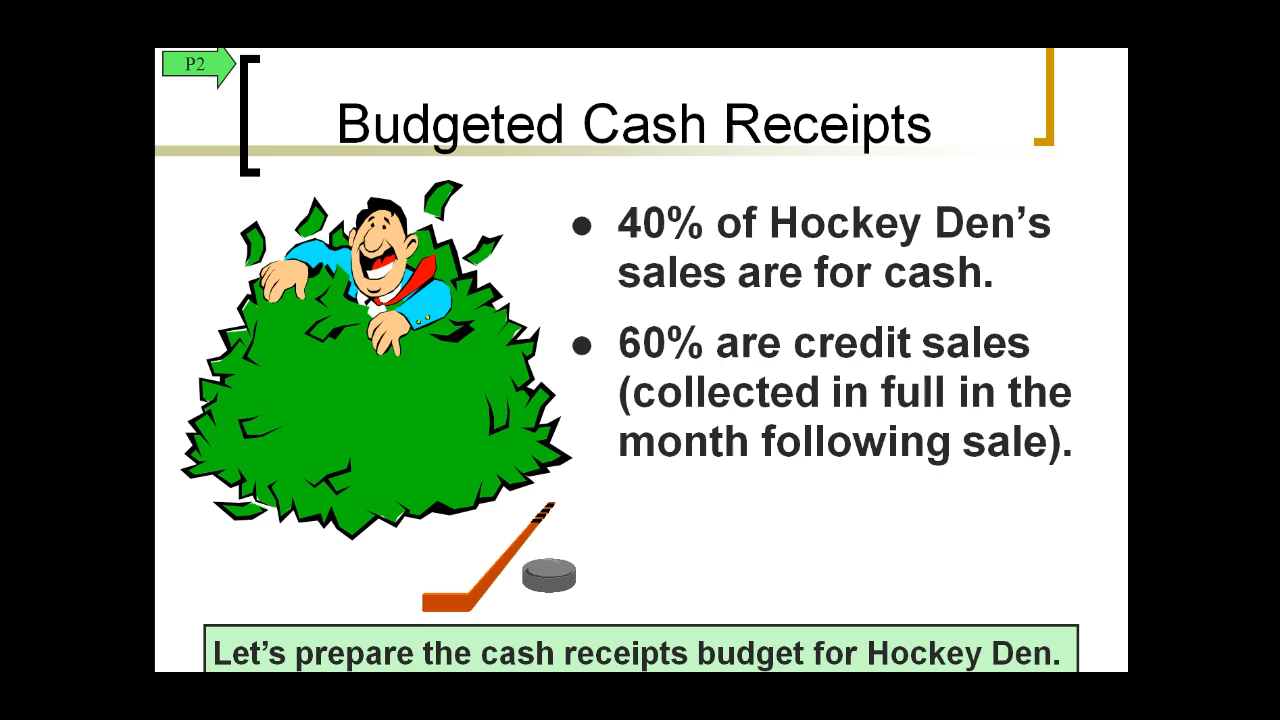 P2
Budgeted Cash Receipts
● 40% of Hockey Den’s
sales are for cash.
● 60% are credit sales
(collected in full in the
month following sale).
Let’s prepare the cash receipts budget for Hockey Den.